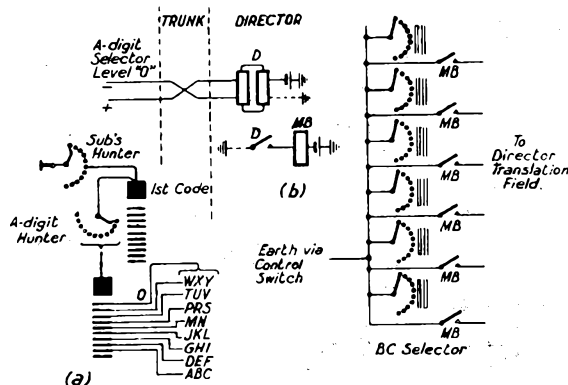 TRUNK
DIRECTOR
A-digit
Selector
Level "0"
−
+
D
D
MB
(b)
Sub's
Hunter
1st Code
A-digit
Hunter
0
WXY
TUV
PRS
MN
JKL
GHI
DEF
ABC
(a)
MB
MB
MB
MB
MB
MB
To
Director
Translation
Field.
Earth via
Control
Switch
BC Selector